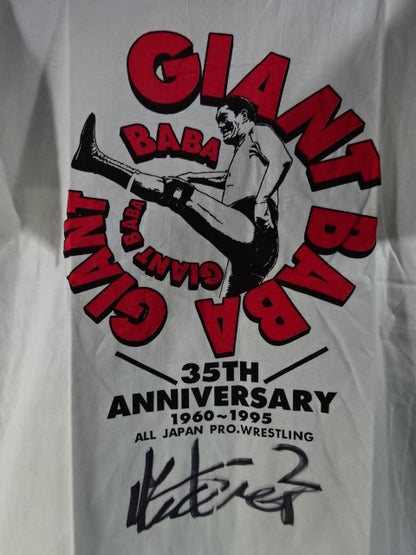 GIANT BABA GIANT
BABA
GIANT BABA
35TH
ANNIVERSARY
1960~1995
ALL JAPAN PRO.WRESTLING